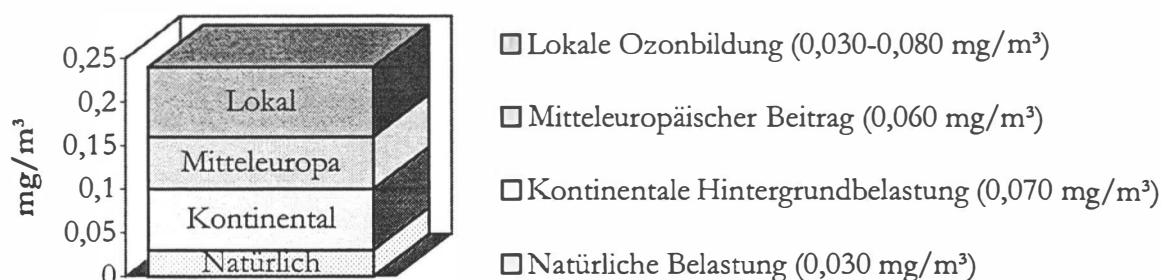 mg/m³
0,25
0,2
0,15
0,1
0,05
0
Lokal
Mitteleuropa
Kontinental
Natürlich
Lokale Ozonbildung (0,030-0,080 mg/m³)
Mitteleuropäischer Beitrag (0,060 mg/m³)
Kontinentale Hintergrundbelastung (0,070 mg/m³)
Natürliche Belastung (0,030 mg/m³)